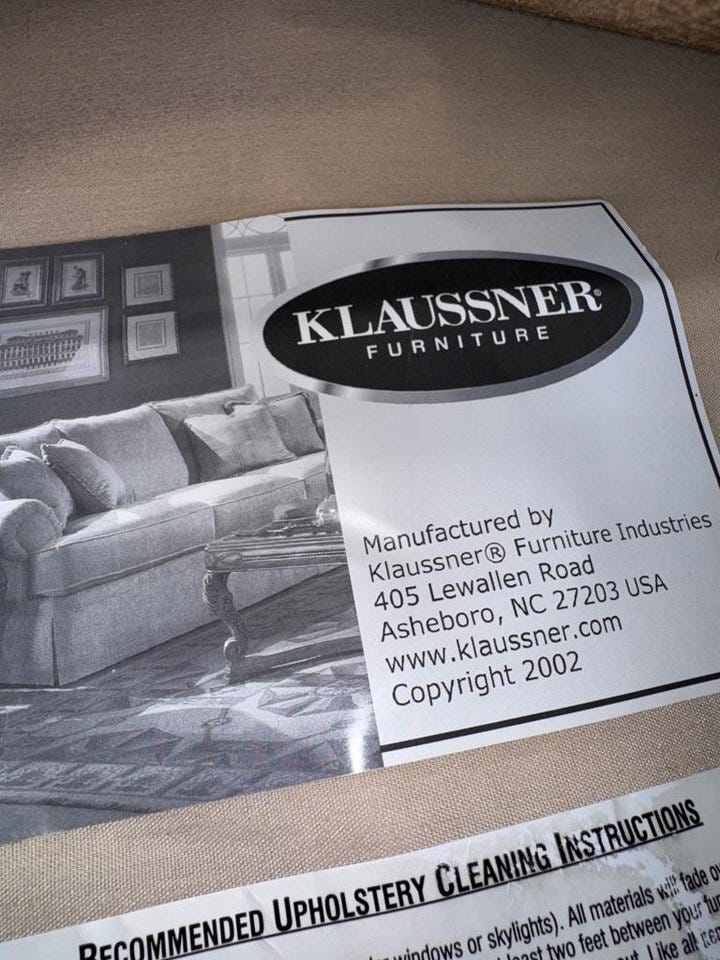 KLAUSSNER®
FURNITURE
Manufactured by
Klaussner® Furniture Industries
405 Lewallen Road
Asheboro, NC 27203 USA
www.klaussner.com
Copyright 2002
RECOMMENDED UPHOLSTERY CLEANING INSTRUCTIONS
windows or skylights). All materials will fade
least two feet between your
Like all